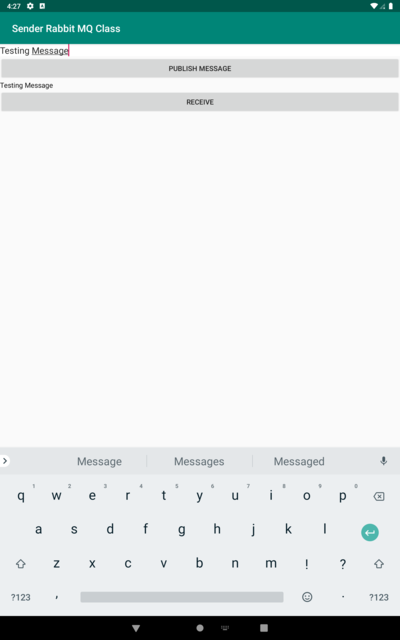 4:27
Sender Rabbit MQ Class
Testing Message
PUBLISH MESSAGE
Testing Message
RECEIVE
Message Messages Messaged
1 2 3 4 5 6 7 8 9 0
q w e r t y u i o p
a s d f g h j k l
z x c v b n m ! ?
?123 , . ?123